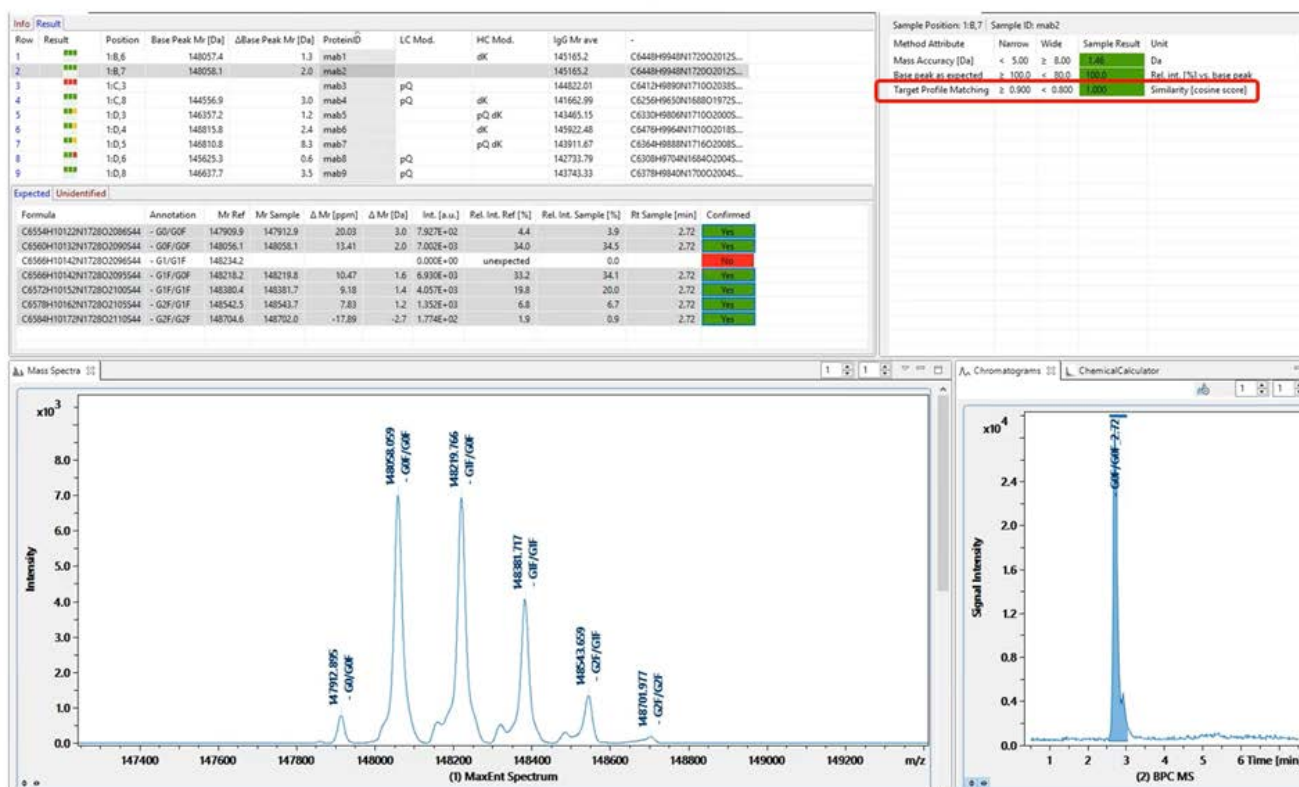 Info Result
Row Result Position Base Peak Mr [Da] ΔBase Peak Mr [Da] ProteinID LC Mod. HC Mod. IgG Mr ave -
1 1:B,6 148057.4 1.3 mab1 dK 145165.2 C6448H9948N1720O2012S...
2 1:B,7 148058.1 2.0 mab2 145165.2 C6448H9948N1720O2012S...
3 1:C,3 mab3 pQ 144822.01 C6412H9890N1710O2038S...
4 1:C,8 144556.9 3.0 mab4 pQ dK 141662.99 C6256H9650N1688O1972S...
5 1:D,3 146357.2 1.2 mab5 pQ dK 143465.15 C6330H9806N1710O2000S...
6 1:D,4 148815.8 2.4 mab6 dK 145922.48 C6476H9964N1710O2018S...
7 1:D,5 146810.8 8.3 mab7 pQ dK 143911.67 C6364H9888N1716O2008S...
8 1:D,6 145625.3 0.6 mab8 pQ 142733.79 C6308H9704N1684O2004S...
9 1:D,8 146637.7 3.5 mab9 pQ 143743.33 C6378H9840N1700O2004S...
Expected Unidentified
Formula Annotation Mr Ref Mr Sample Δ Mr [ppm] Δ Mr [Da] Int. [a.u.] Rel. Int. Ref [%] Rel. Int. Sample [%] Rt Sample [min] Confirmed
C6554H10122N1728O2086S44 - G0/G0F 147909.9 147912.9 20.03 3.0 7.927E+02 4.4 3.9 2.72 Yes
C6560H10132N1728O2090S44 - G0F/G0F 148056.1 148058.1 13.41 2.0 7.002E+03 34.0 34.5 2.72 Yes
C6566H10142N1728O2096S44 - G1/G1F 148234.2 0.000E+00 unexpected 0.0 No
C6566H10142N1728O2095S44 - G1F/G0F 148218.2 148219.8 10.47 1.6 6.930E+03 33.2 34.1 2.72 Yes
C6572H10152N1728O2100S44 - G1F/G1F 148380.4 148381.7 9.18 1.4 4.057E+03 19.8 20.0 2.72 Yes
C6578H10162N1728O2105S44 - G2F/G1F 148542.5 148543.7 7.83 1.2 1.352E+03 6.8 6.7 2.72 Yes
C6584H10172N1728O2110S44 - G2F/G2F 148704.6 148702.0 -17.89 -2.7 1.774E+02 1.9 0.9 2.72 Yes
Sample Position: 1:B,7 Sample ID: mab2
Method Attribute Narrow Wide Sample Result Unit
Mass Accuracy [Da] < 5.00 ≥ 8.00 1.46 Da
Base peak as expected ≥ 100.0 < 80.0 100.0 Rel. int. [%] vs. base peak
Target Profile Matching ≥ 0.900 < 0.800 1.000 Similarity [cosine score]
Mass Spectra 1 1
x10³
8.0
7.0
6.0
5.0
4.0
3.0
2.0
1.0
0.0
Intensity
147912.895 - G0/G0F
148058.059 - G0F/G0F
148219.766 - G1F/G0F
148381.717 - G1F/G1F
148543.659 - G2F/G1F
148701.977 - G2F/G2F
147400 147600 147800 148000 148200 148400 148600 148800 149000 149200 m/z
(1) MaxEnt Spectrum
Chromatograms ChemicalCalculator
1 1
x10⁴
2.4
2.0
1.6
1.2
0.8
0.4
0.0
Signal Intensity
- G0F/G0F_2.72
1 2 3 4 5 6 Time [min]
(2) BPC MS